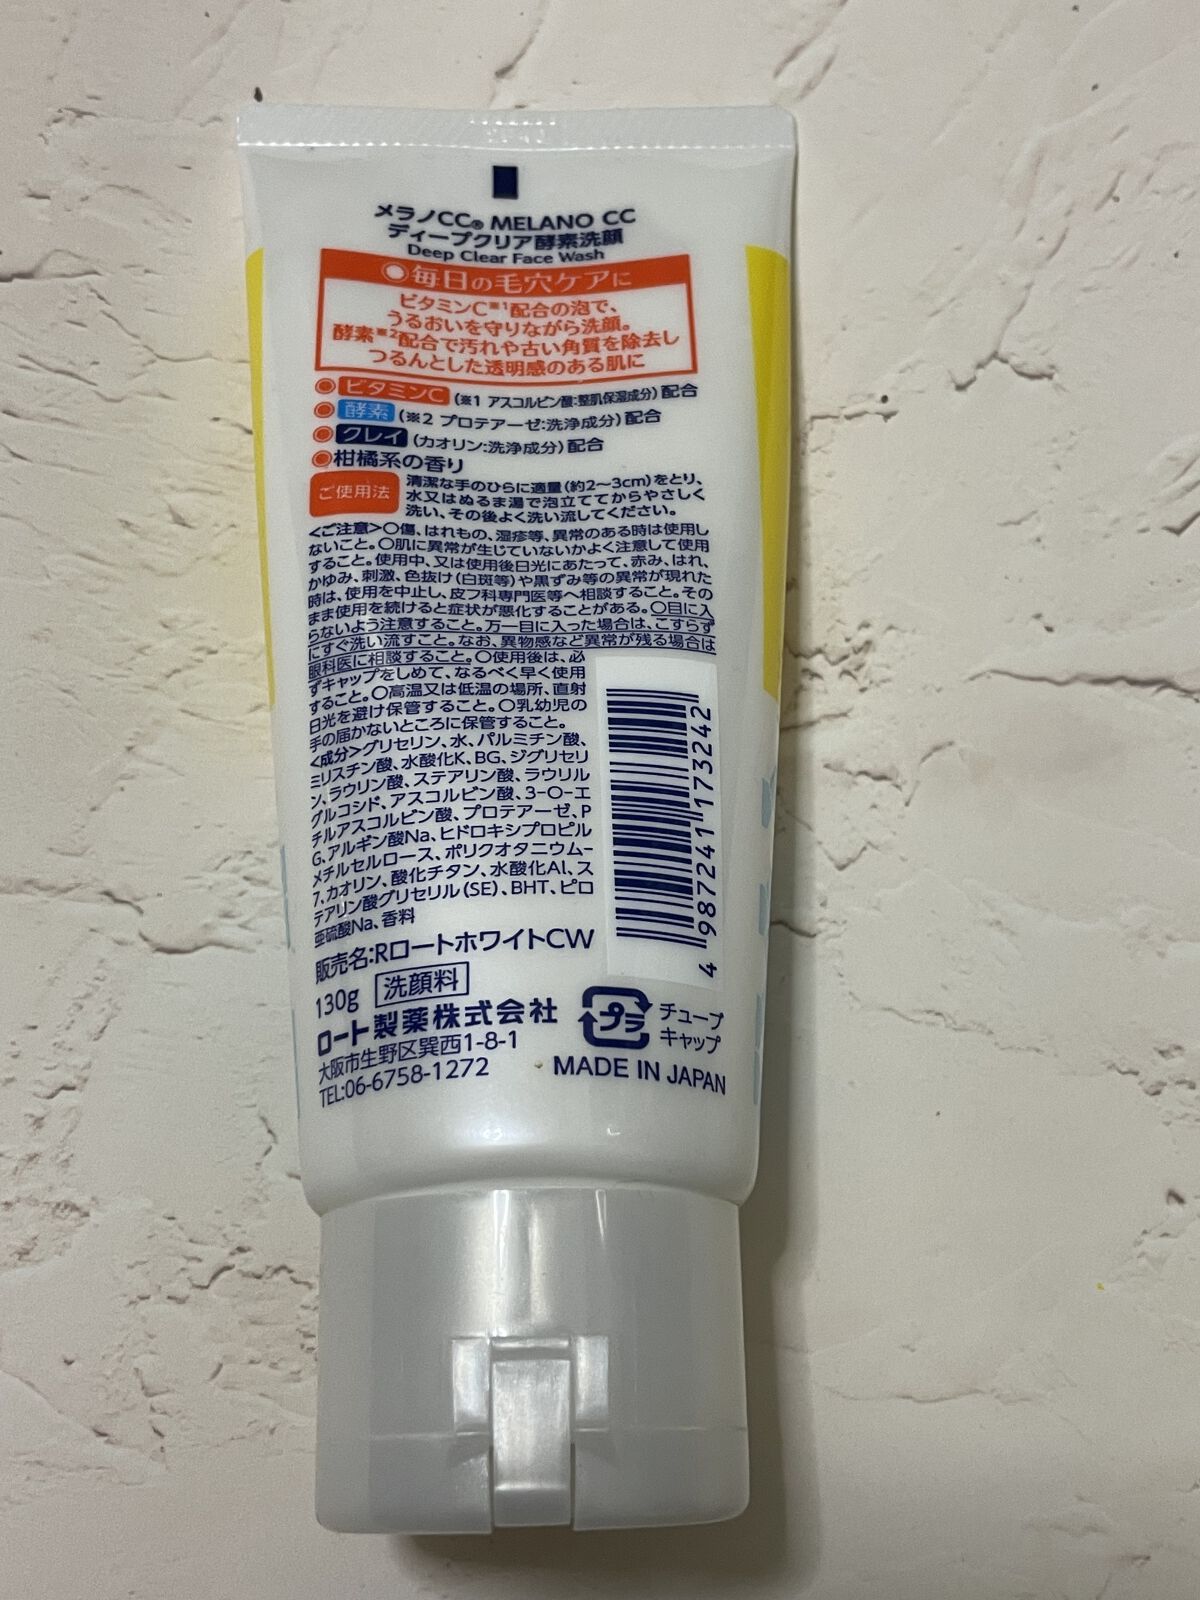 メラノCC® MELANO CC
ディープクリア酵素洗顔
Deep Clear Face Wash
毎日の毛穴ケアに
ビタミンC※1配合の泡で、
うるおいを守りながら洗顔。
酵素※2配合で汚れや古い角質を除去し
つるんとした透明感のある肌に
ビタミンC (※1 アスコルビン酸:整肌保湿成分) 配合
酵素 (※2 プロテアーゼ:洗浄成分) 配合
クレイ (カオリン:洗浄成分) 配合
柑橘系の香り
ご使用法
清潔な手のひらに適量(約2〜3cm)をとり、
水又はぬるま湯で泡立ててからやさしく
洗い、その後よく洗い流してください。
<ご注意>〇傷、はれもの、湿疹等、異常のある時は使用し
ないこと。〇肌に異常が生じていないかよく注意して使用
すること。使用中、又は使用後日光にあたって、赤み、はれ、
かゆみ、刺激、色抜け(白斑等)や黒ずみ等の異常が現れた
時は、使用を中止し、皮フ科専門医等へ相談すること。その
まま使用を続けると症状が悪化することがある。〇目に入
らないよう注意すること。万一目に入った場合は、こすらず
にすぐ洗い流すこと。なお、異物感など異常が残る場合は
眼科医に相談すること。〇使用後は、必
ずキャップをしめて、なるべく早く使用
すること。〇高温又は低温の場所、直射
日光を避け保管すること。〇乳幼児の
手の届かないところに保管すること。
<成分>グリセリン、水、パルミチン酸、
ミリスチン酸、水酸化K、BG、ジグリセリ
ン、ラウリン酸、ステアリン酸、ラウリル
グルコシド、アスコルビン酸、3-O-エ
チルアスコルビン酸、プロテアーゼ、P
G、アルギン酸Na、ヒドロキシプロピル
メチルセルロース、ポリクオタニウム-
7、カオリン、酸化チタン、水酸化Al、ス
テアリン酸グリセリル(SE)、BHT、ピロ
亜硫酸Na、香料
4 987241 173242
販売名:RロートホワイトCW
130g 洗顔料
ロート製薬株式会社
大阪市生野区巽西1-8-1
TEL:06-6758-1272
プラ
チューブ
キャップ
MADE IN JAPAN